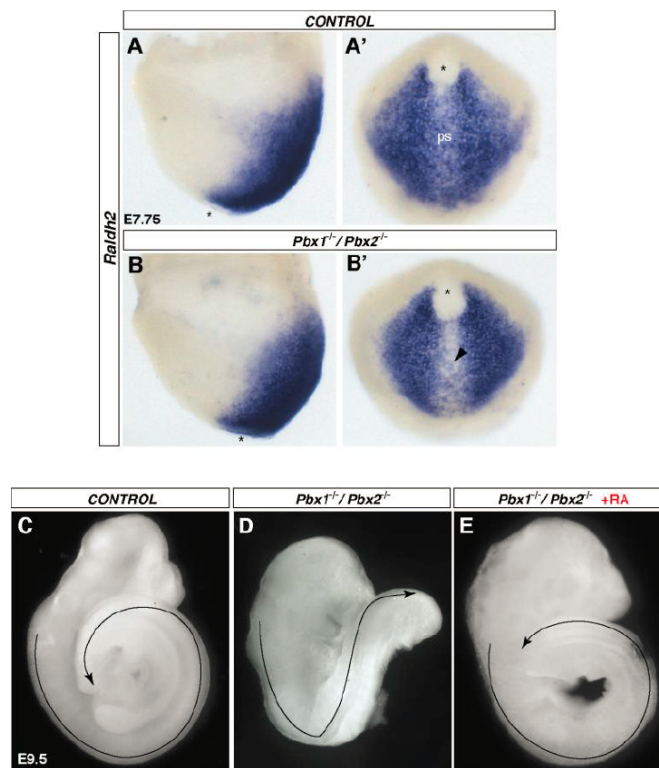 CONTROL
A
A'
*
ps
E7.75
*
Raldh2
Pbx1-/-/Pbx2-/-
B
B'
*
*
CONTROL
Pbx1-/-/Pbx2-/-
Pbx1-/-/Pbx2-/- +RA
C
D
E
E9.5